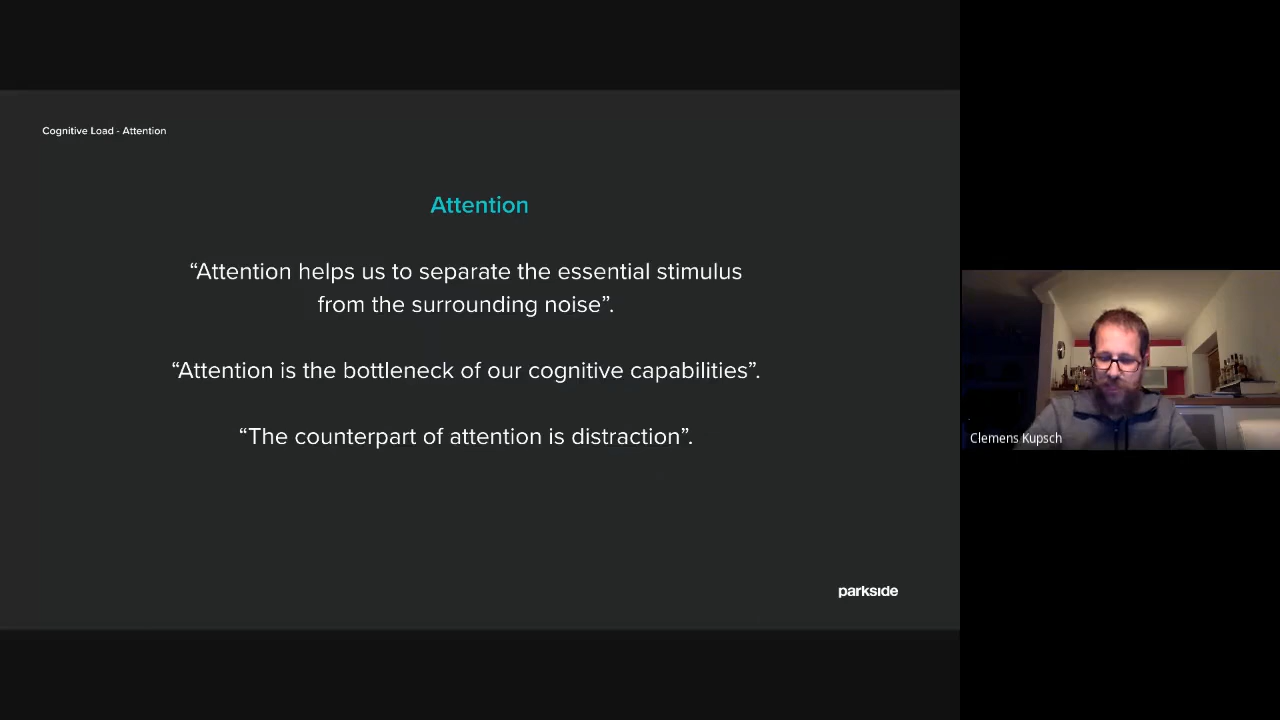 Cognitive Load - Attention
Attention
“Attention helps us to separate the essential stimulus
from the surrounding noise”.
“Attention is the bottleneck of our cognitive capabilities”.
“The counterpart of attention is distraction”.
parkside
Clemens Kupsch